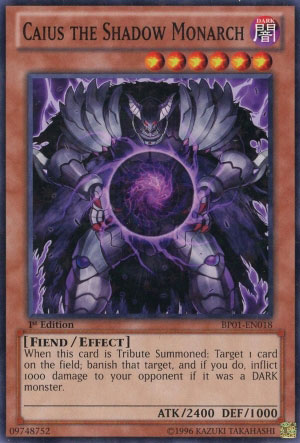 CAIUS THE SHADOW MONARCH
DARK
闇
1st Edition
BP01-EN018
[FIEND / EFFECT]
When this card is Tribute Summoned: Target 1 card
on the field; banish that target, and if you do, inflict
1000 damage to your opponent if it was a DARK
monster.
ATK/2400 DEF/1000
09748752
©1996 KAZUKI TAKAHASHI